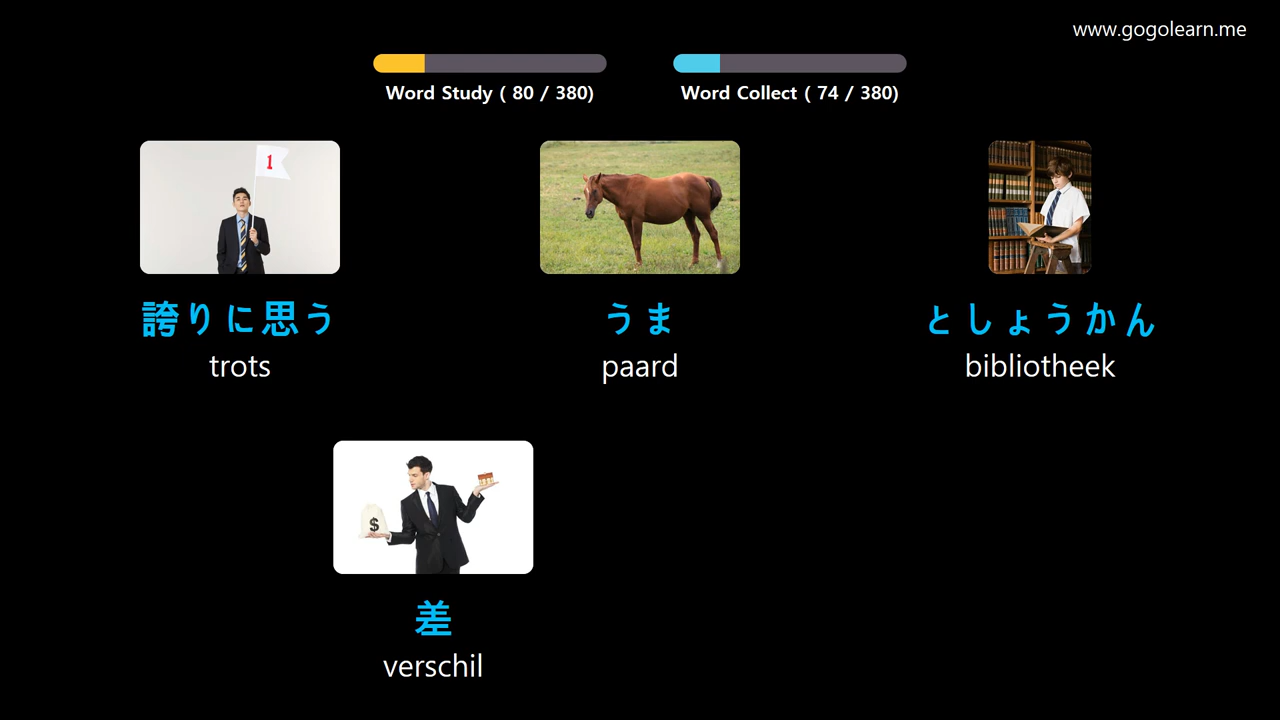 www.gogolearn.me
Word Study ( 80 / 380)
Word Collect ( 74 / 380)
1
誇りに思う
trots
うま
paard
としょうかん
bibliotheek
$
差
verschil